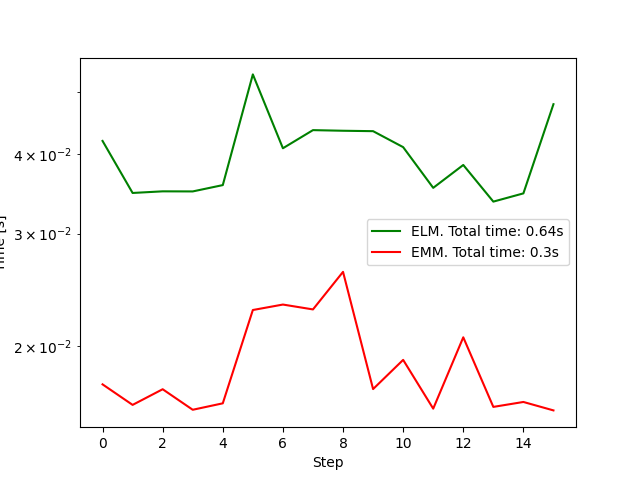 Time [s]
4 × 10⁻²
3 × 10⁻²
2 × 10⁻²
ELM. Total time: 0.64s
EMM. Total time: 0.3s
0 2 4 6 8 10 12 14
Step